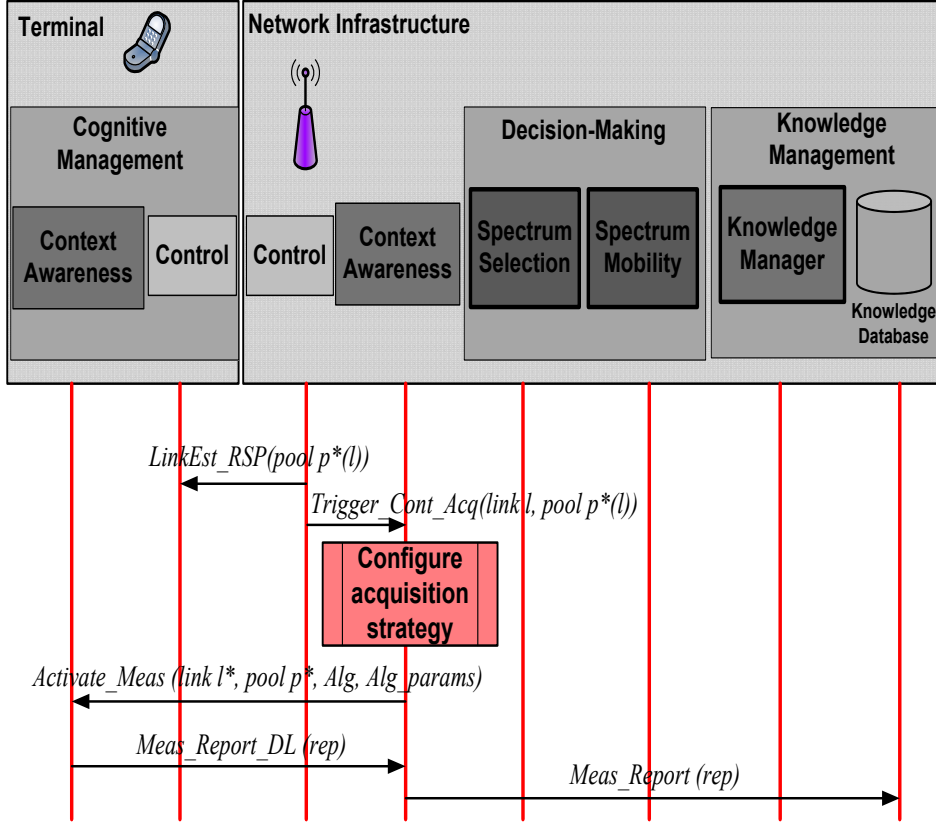 Terminal
Network Infrastructure
Cognitive
Management
Decision-Making
Knowledge
Management
Context
Awareness
Control
Control
Context
Awareness
Spectrum
Selection
Spectrum
Mobility
Knowledge
Manager
Knowledge
Database
LinkEst_RSP(pool p*(l))
Trigger_Cont_Acq(link l, pool p*(l))
Configure
acquisition
strategy
Activate_Meas (link l*, pool p*, Alg, Alg_params)
Meas_Report_DL (rep)
Meas_Report (rep)